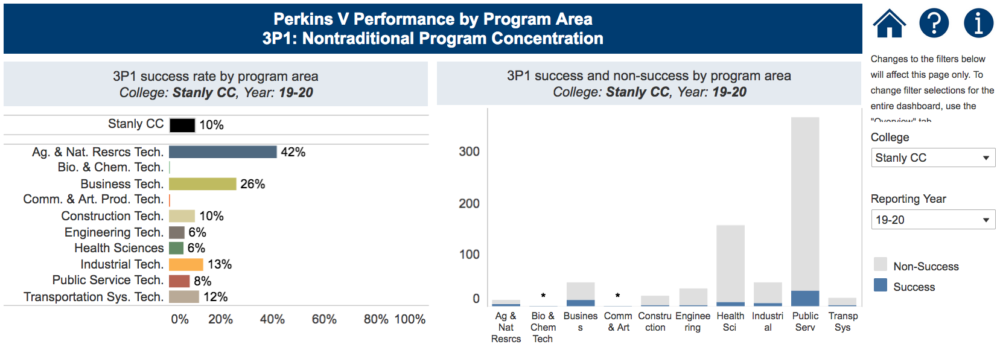 Perkins V Performance by Program Area
3P1: Nontraditional Program Concentration
3P1 success rate by program area
College: Stanly CC, Year: 19-20
Stanly CC 10%
Ag. & Nat. Resrcs Tech. 42%
Bio. & Chem. Tech.
Business Tech. 26%
Comm. & Art. Prod. Tech.
Construction Tech. 10%
Engineering Tech. 6%
Health Sciences 6%
Industrial Tech. 13%
Public Service Tech. 8%
Transportation Sys. Tech. 12%
0% 20% 40% 60% 80% 100%
3P1 success and non-success by program area
College: Stanly CC, Year: 19-20
300
200
100
0
* *
Ag & Bio & Busines Comm Constru Enginee Health Industri Public Transp
Nat Chem s & Art ction ring Sci al Serv Sys
Resrcs Tech
Changes to the filters below
will affect this page only. To
change filter selections for the
entire dashboard, use the
"Overview" tab
College
Stanly CC
Reporting Year
19-20
Non-Success
Success